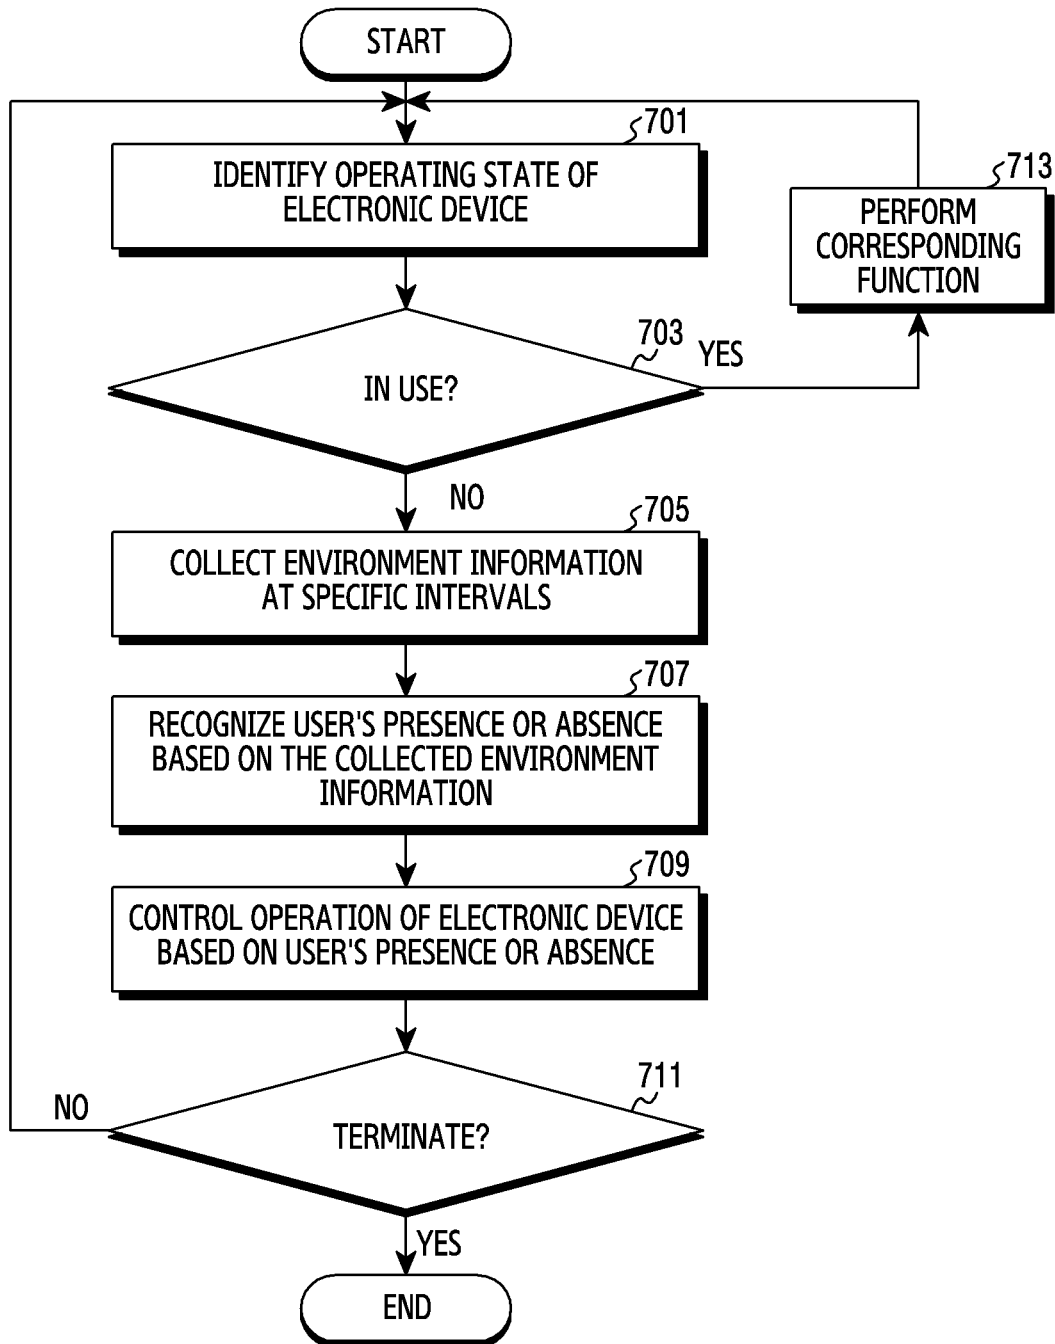 START
701
IDENTIFY OPERATING STATE OF
ELECTRONIC DEVICE
713
PERFORM
CORRESPONDING
FUNCTION
703
YES
IN USE?
NO
705
COLLECT ENVIRONMENT INFORMATION
AT SPECIFIC INTERVALS
707
RECOGNIZE USER'S PRESENCE OR ABSENCE
BASED ON THE COLLECTED ENVIRONMENT
INFORMATION
709
CONTROL OPERATION OF ELECTRONIC DEVICE
BASED ON USER'S PRESENCE OR ABSENCE
711
NO
TERMINATE?
YES
END